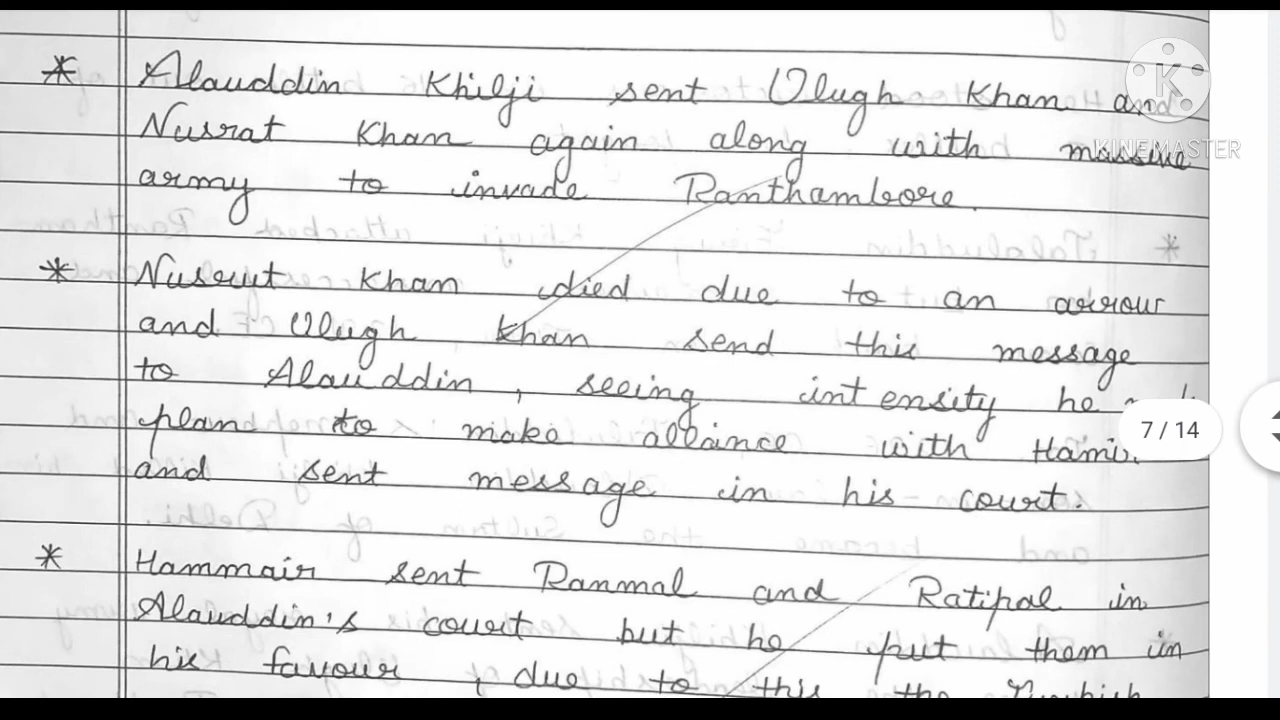 * Alauddin Khilji sent Ulugh Khan and
Nusrat Khan again along with massive
army to invade Ranthambore.
* Nusrut Khan died due to an arrow
and Ulugh Khan send this message
to Alauddin, seeing intensity he
plan to make alliance with
and sent message in his court.
* Hammair sent Ranmal and Ratipal in
Alauddin's court but he put them in
his favour, due to this the
K
KINEMASTER
7 / 14